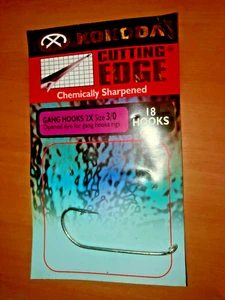 KOKODA
CUTTING
EDGE
Chemically Sharpened
GANG HOOKS 2X Size 3/0
Opened eye for gang hooks rigs
18
HOOKS